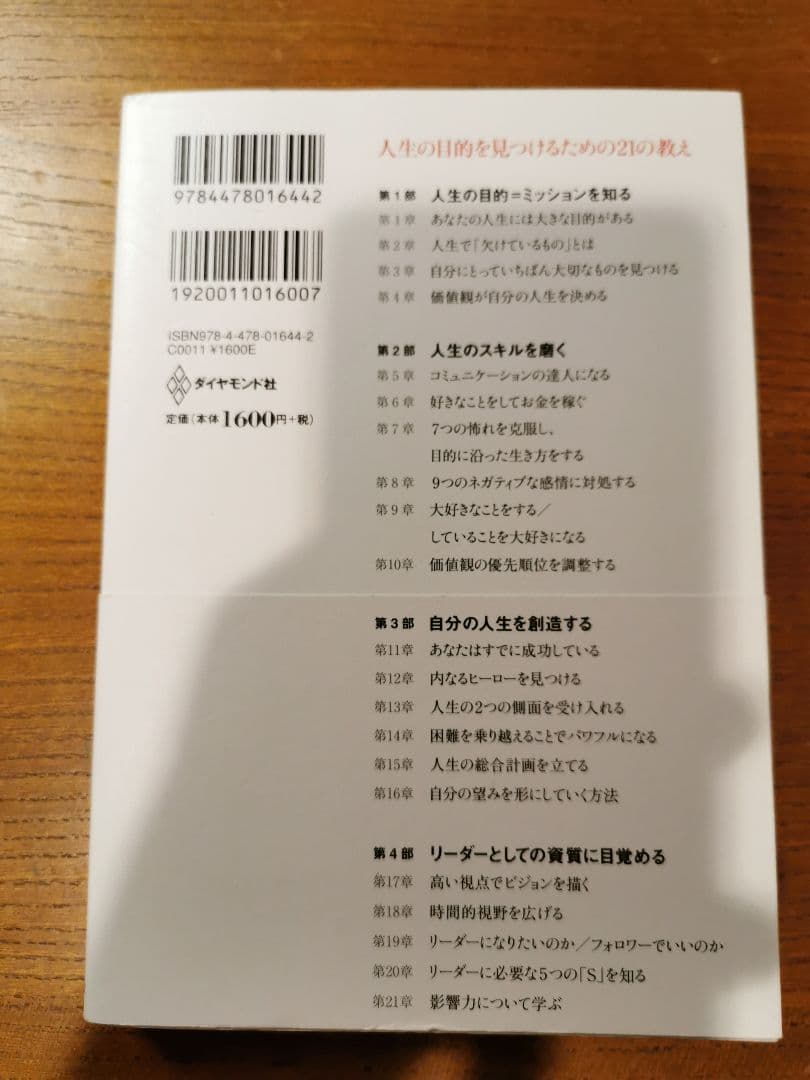 9784478016442
1920011016007
ISBN978-4-478-01644-2
C0011 ¥1600E
ダイヤモンド社
定価(本体1600円+税)
人生の目的を見つけるための21の教え
第1部 人生の目的=ミッションを知る
第1章 あなたの人生には大きな目的がある
第2章 人生で「欠けているもの」とは
第3章 自分にとっていちばん大切なものを見つける
第4章 価値観が自分の人生を決める
第2部 人生のスキルを磨く
第5章 コミュニケーションの達人になる
第6章 好きなことをしてお金を稼ぐ
第7章 7つの怖れを克服し、
目的に沿った生き方をする
第8章 9つのネガティブな感情に対処する
第9章 大好きなことをする/
していることを大好きになる
第10章 価値観の優先順位を調整する
第3部 自分の人生を創造する
第11章 あなたはすでに成功している
第12章 内なるヒーローを見つける
第13章 人生の2つの側面を受け入れる
第14章 困難を乗り越えることでパワフルになる
第15章 人生の総合計画を立てる
第16章 自分の望みを形にしていく方法
第4部 リーダーとしての資質に目覚める
第17章 高い視点でビジョンを描く
第18章 時間的視野を広げる
第19章 リーダーになりたいのか/フォロワーでいいのか
第20章 リーダーに必要な5つの「S」を知る
第21章 影響力について学ぶ